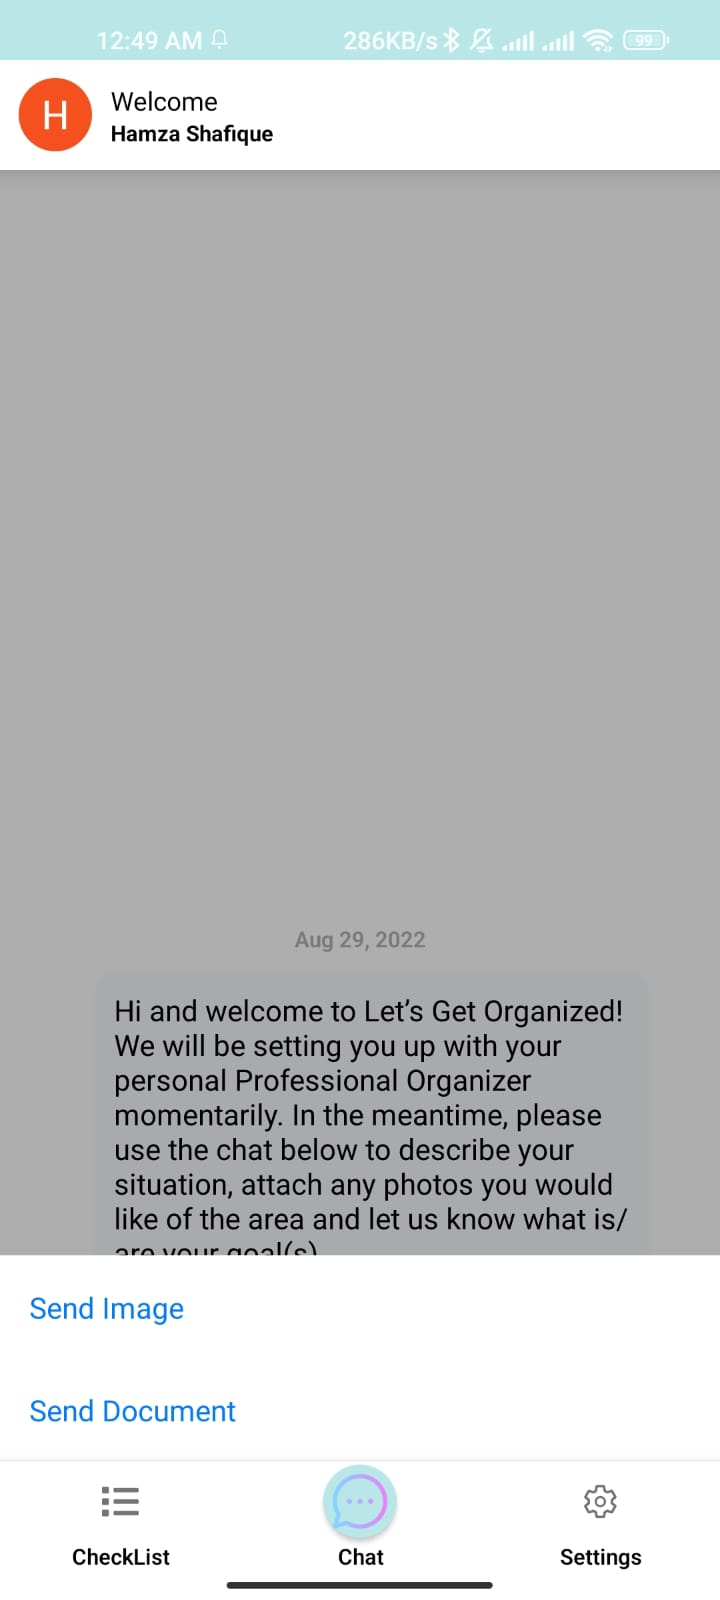 12:49 AM 286KB/s 99
H
Welcome
Hamza Shafique
Aug 29, 2022
Hi and welcome to Let's Get Organized!
We will be setting you up with your
personal Professional Organizer
momentarily. In the meantime, please
use the chat below to describe your
situation, attach any photos you would
like of the area and let us know what is/
are your goal(s)
Send Image
Send Document
CheckList Chat Settings